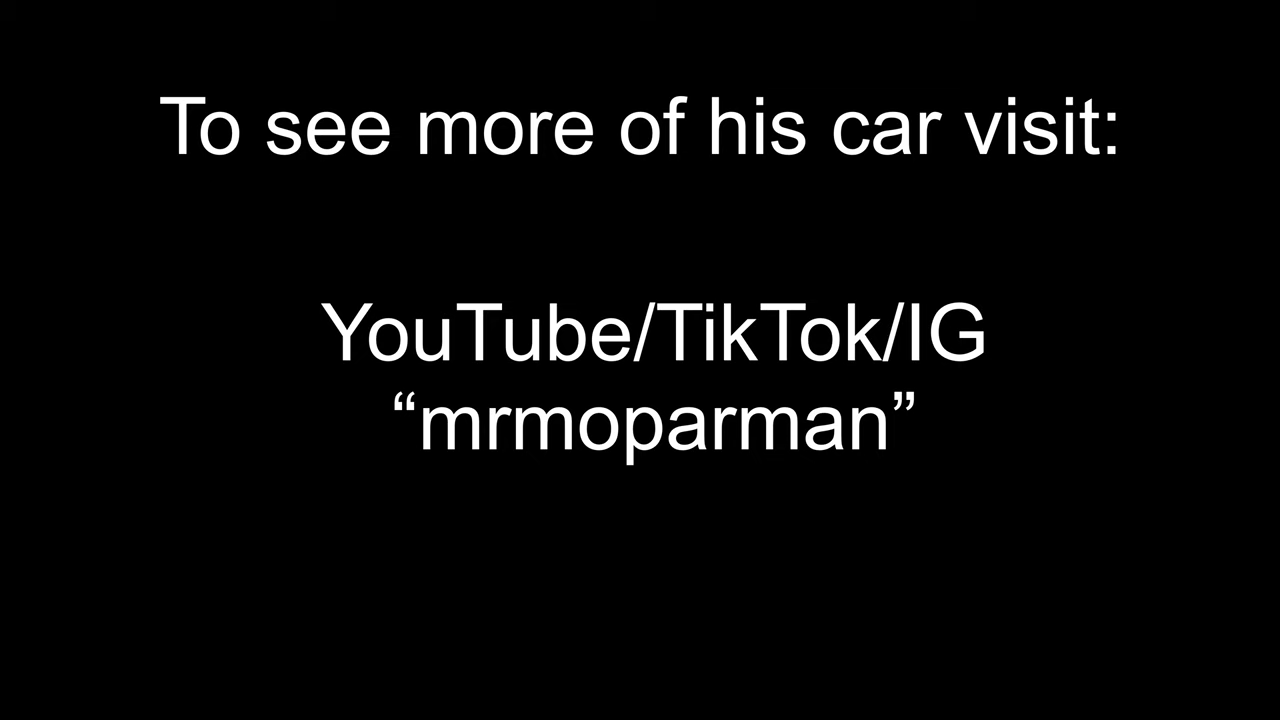 To see more of his car visit:
YouTube/TikTok/IG
“mrmoparman”